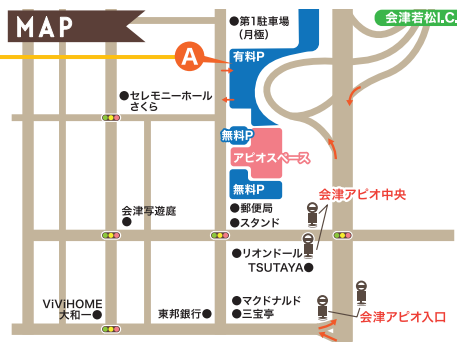 MAP
●第1駐車場
(月極)
会津若松I.C.
A
有料P
●セレモニーホール
さくら
無料P
アピオスペース
無料P
会津アピオ中央
会津写遊庭
●
●郵便局
●スタンド
●リオンドール
TSUTAYA●
ViViHOME
大和一●
東邦銀行●
●マクドナルド
●三宝亭
会津アピオ入口